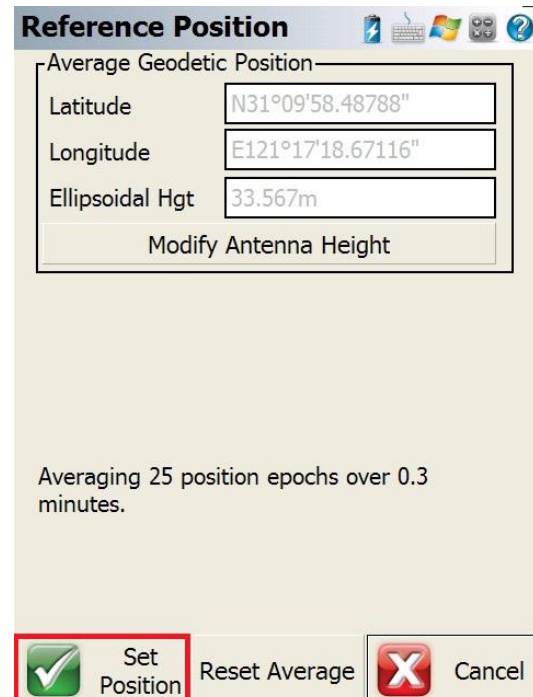 Reference Position
Average Geodetic Position
Latitude N31°09'58.48788"
Longitude E121°17'18.67116"
Ellipsoidal Hgt 33.567m
Modify Antenna Height
Averaging 25 position epochs over 0.3
minutes.
Set
Position
Reset Average
Cancel